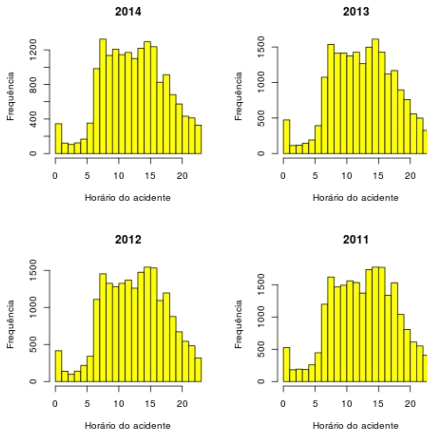 2014
Frequência
0 400 800 1200
0 5 10 15 20
Horário do acidente
2013
Frequência
0 500 1000 1500
0 5 10 15 20
Horário do acidente
2012
Frequência
0 500 1500
0 5 10 15 20
Horário do acidente
2011
Frequência
0 500 1000 1500
0 5 10 15 20
Horário do acidente